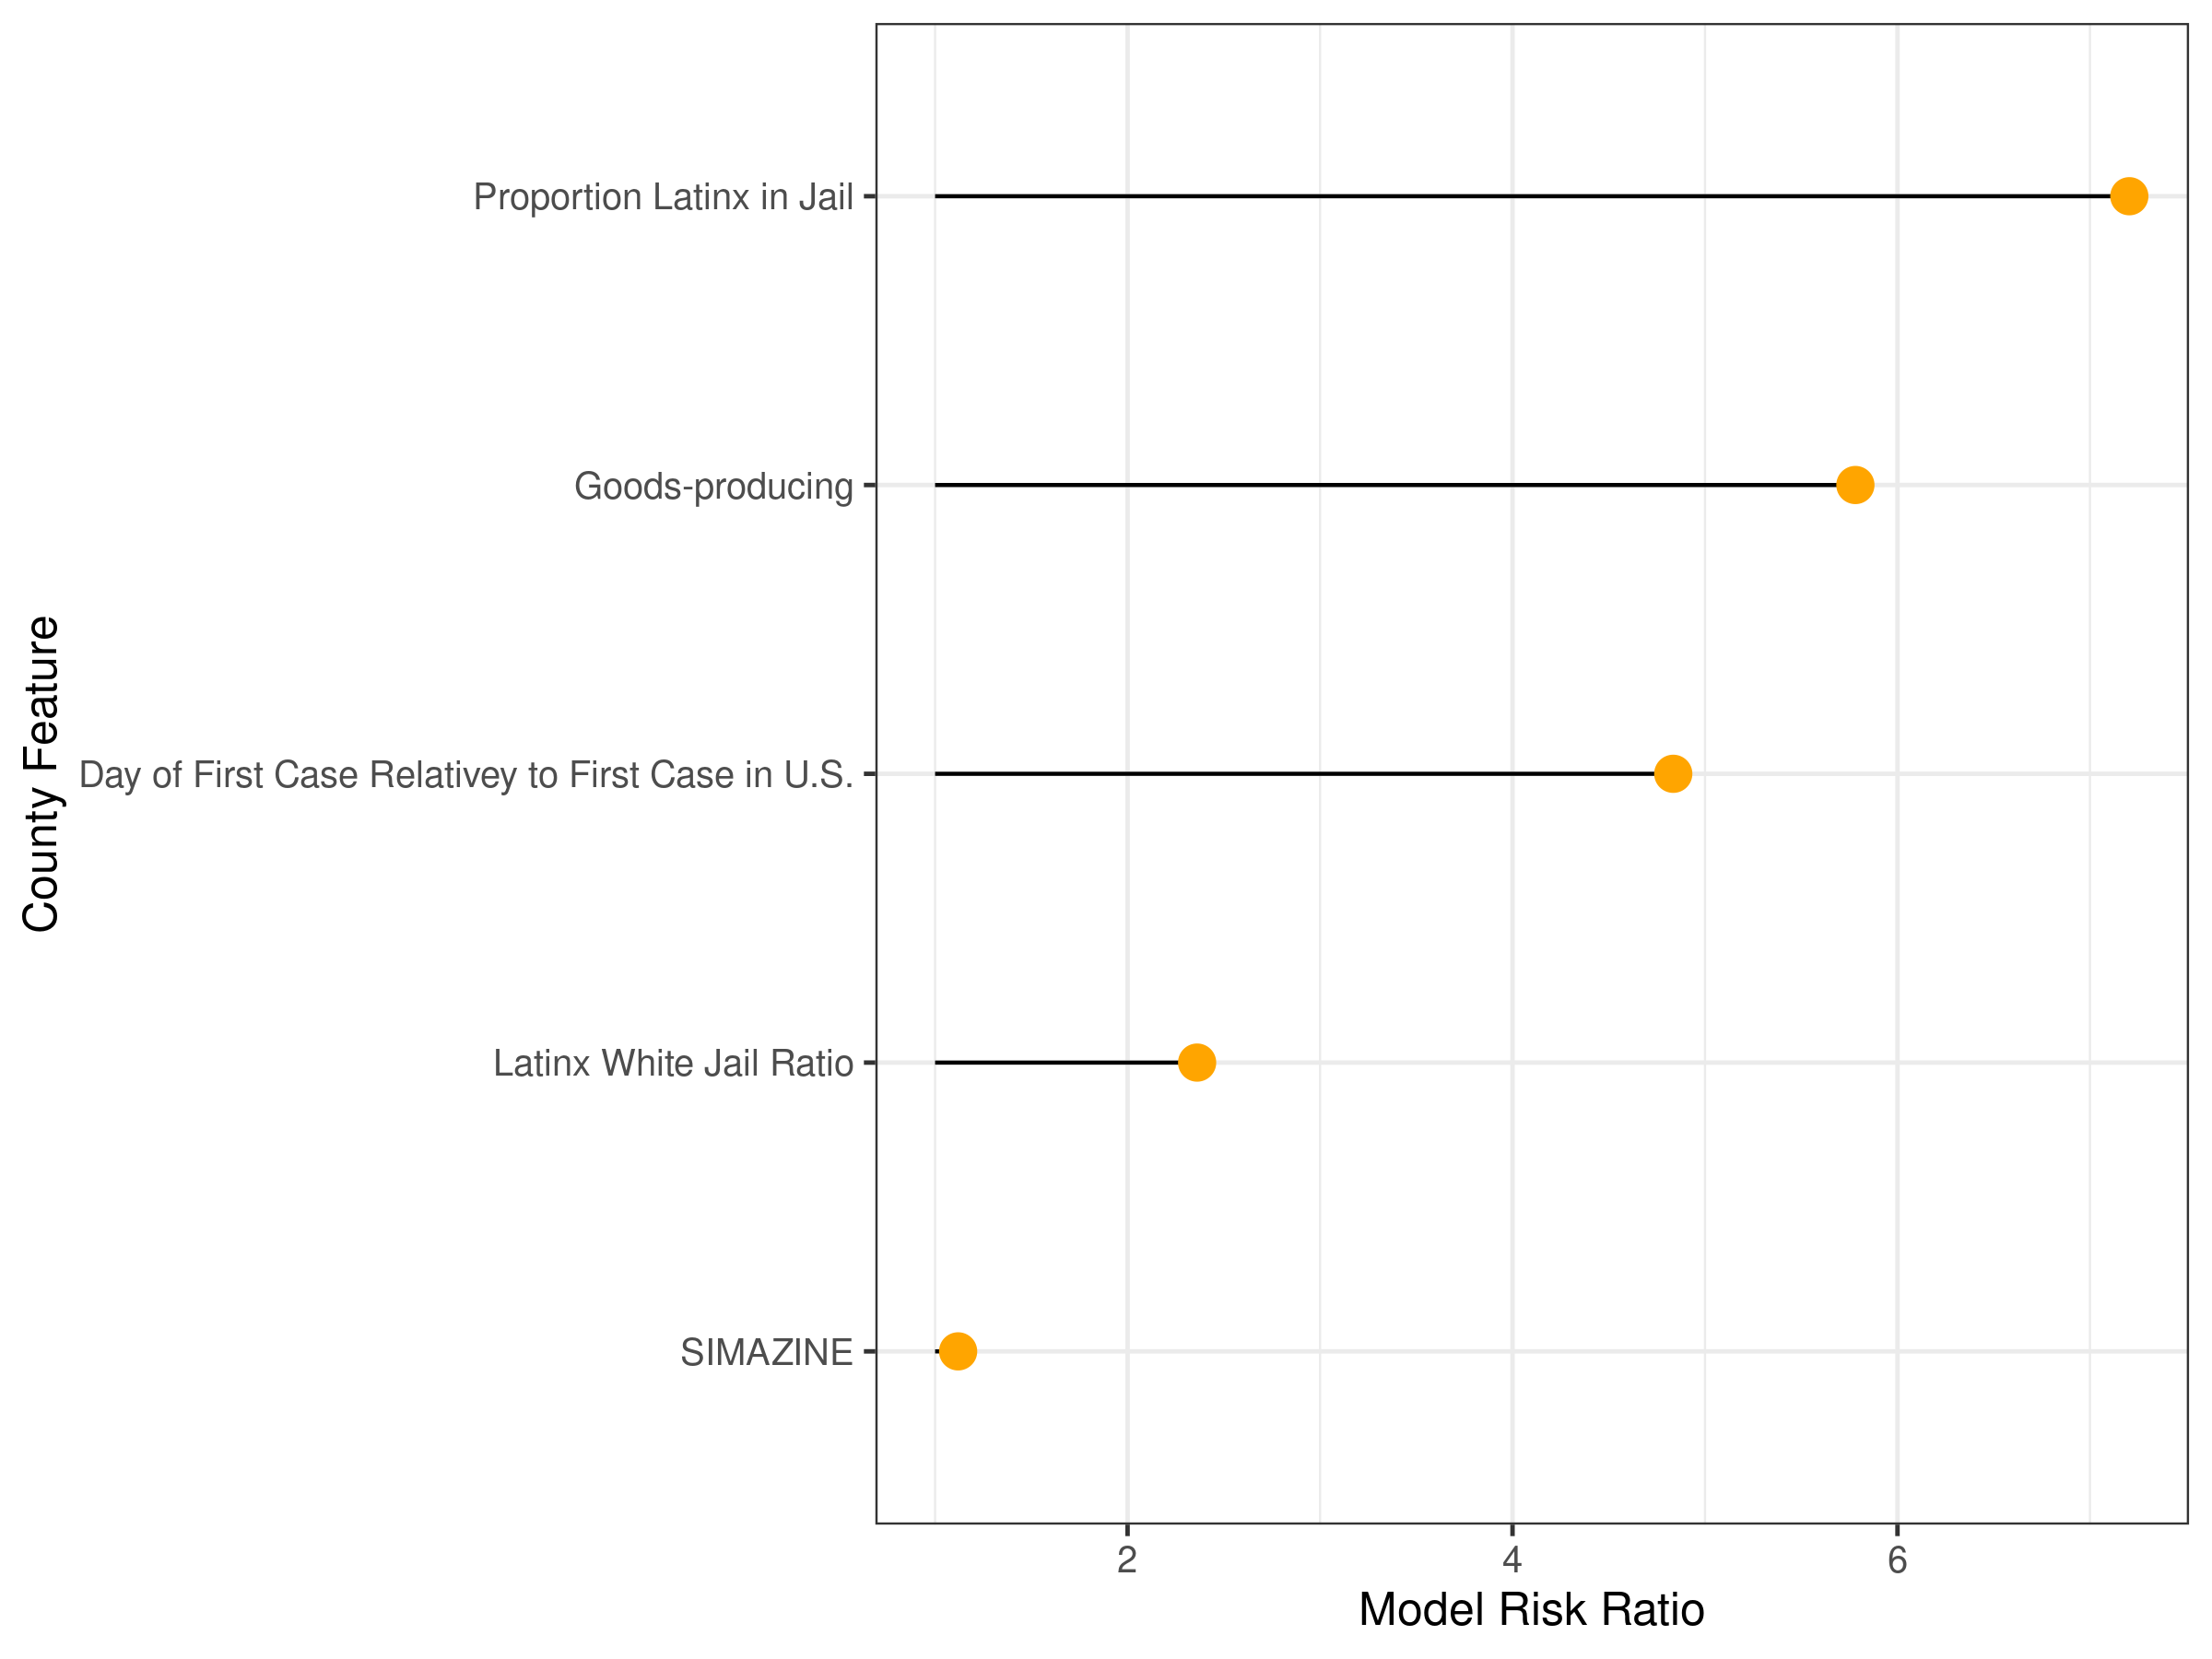 Proportion Latinx in Jail
Goods-producing
Day of First Case Relativey to First Case in U.S.
Latinx White Jail Ratio
SIMAZINE
County Feature
2 4 6
Model Risk Ratio